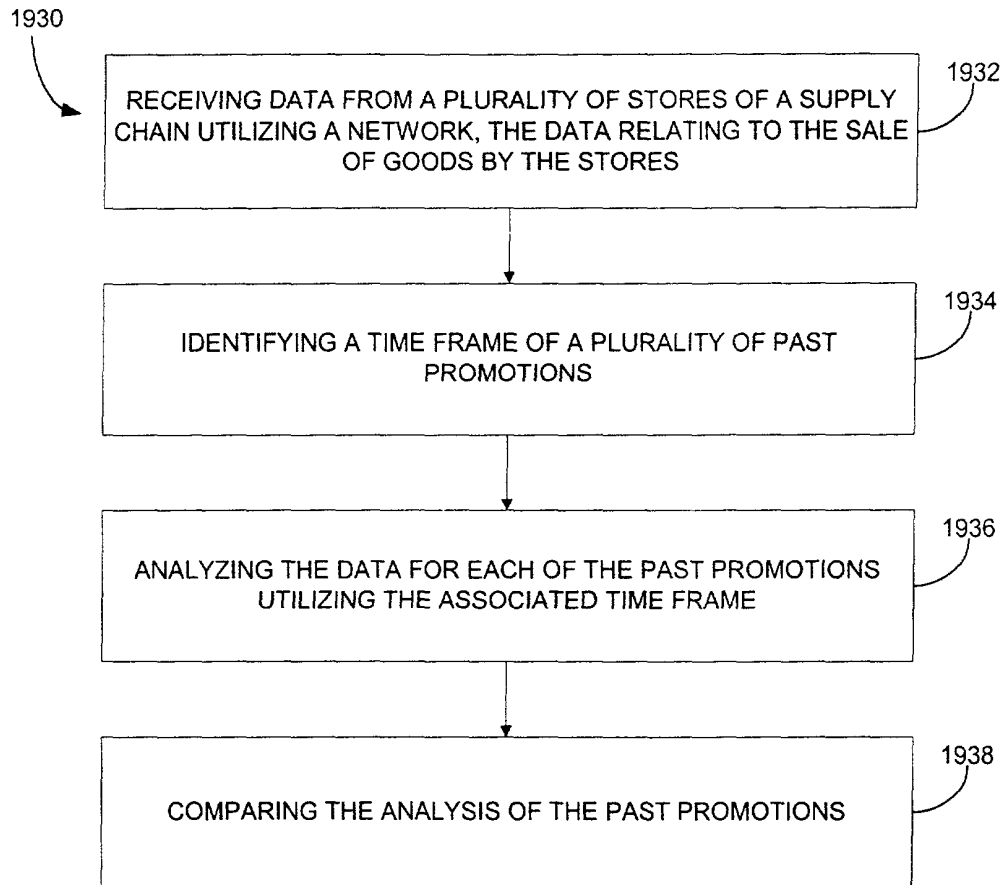 1930
RECEIVING DATA FROM A PLURALITY OF STORES OF A SUPPLY
CHAIN UTILIZING A NETWORK, THE DATA RELATING TO THE SALE
OF GOODS BY THE STORES
1932
IDENTIFYING A TIME FRAME OF A PLURALITY OF PAST
PROMOTIONS
1934
ANALYZING THE DATA FOR EACH OF THE PAST PROMOTIONS
UTILIZING THE ASSOCIATED TIME FRAME
1936
COMPARING THE ANALYSIS OF THE PAST PROMOTIONS
1938